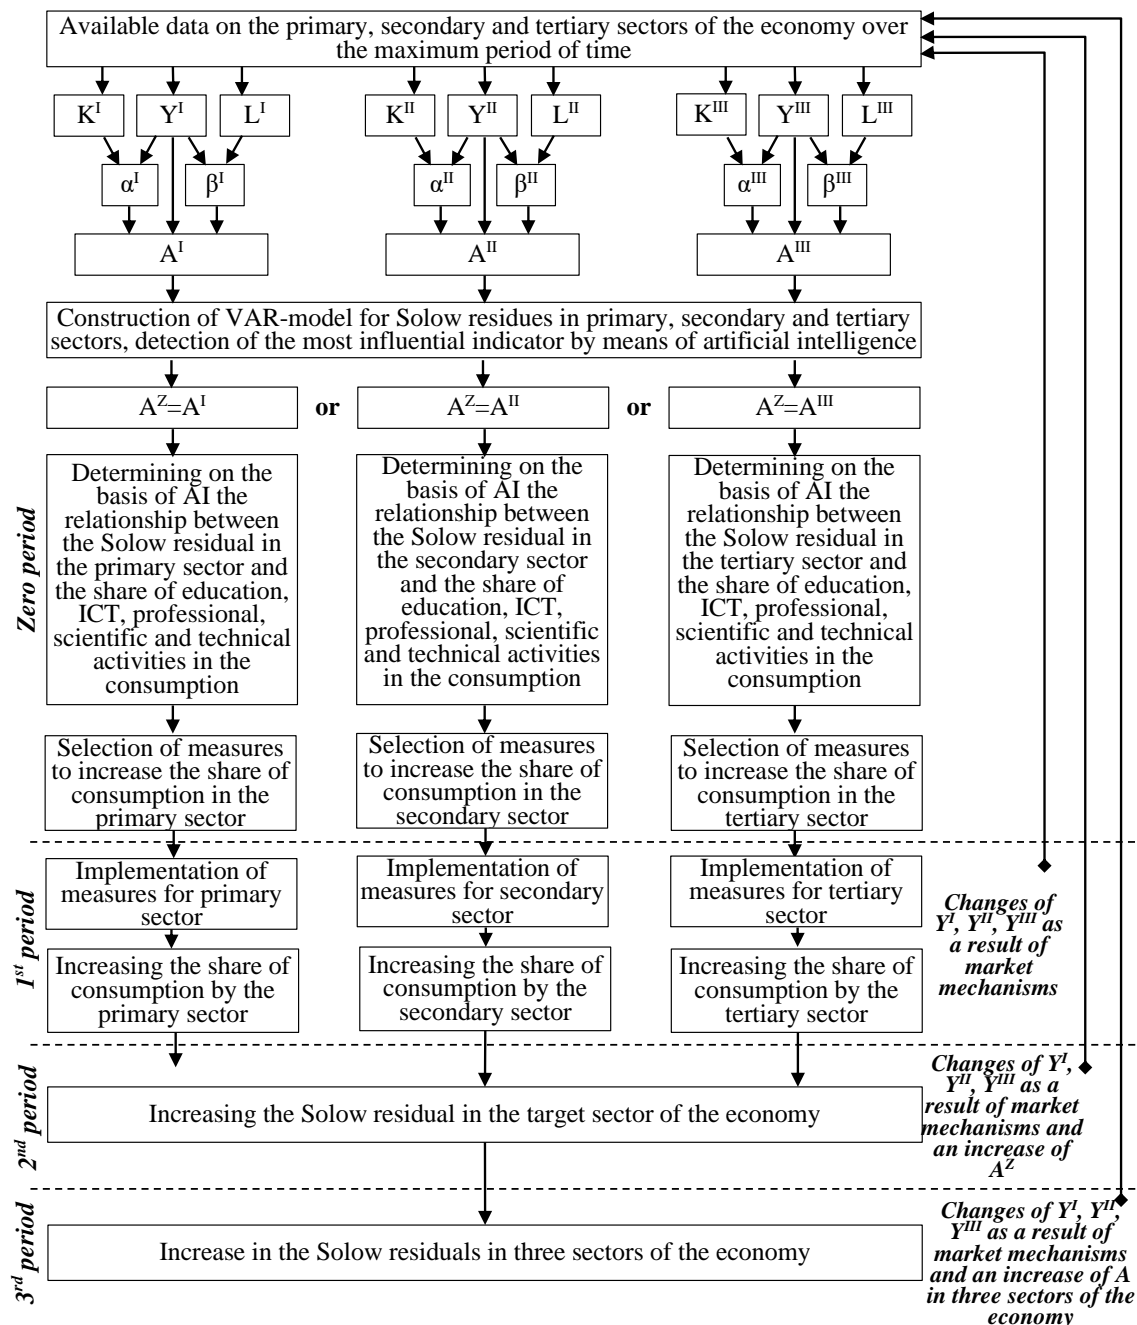 Available data on the primary, secondary and tertiary sectors of the economy over
the maximum period of time
K^I Y^I L^I K^II Y^II L^II K^III Y^III L^III
α^I β^I α^II β^II α^III β^III
A^I A^II A^III
Construction of VAR-model for Solow residues in primary, secondary and tertiary
sectors, detection of the most influential indicator by means of artificial intelligence
A^Z=A^I or A^Z=A^II or A^Z=A^III
Zero period
Determining on the
basis of AI the
relationship between
the Solow residual in
the primary sector and
the share of education,
ICT, professional,
scientific and technical
activities in the
consumption
Determining on the
basis of AI the
relationship between
the Solow residual in
the secondary sector
and the share of
education, ICT,
professional, scientific
and technical activities
in the consumption
Determining on the
basis of AI the
relationship between
the Solow residual in
the tertiary sector and
the share of education,
ICT, professional,
scientific and technical
activities in the
consumption
Selection of measures
to increase the share of
consumption in the
primary sector
Selection of measures
to increase the share of
consumption in the
secondary sector
Selection of measures
to increase the share of
consumption in the
tertiary sector
1st period
Implementation of
measures for primary
sector
Implementation of
measures for secondary
sector
Implementation of
measures for tertiary
sector
Increasing the share of
consumption by the
primary sector
Increasing the share of
consumption by the
secondary sector
Increasing the share of
consumption by the
tertiary sector
Changes of
Y^I, Y^II, Y^III as
a result of
market
mechanisms
2nd period
Increasing the Solow residual in the target sector of the economy
Changes of Y^I,
Y^II, Y^III as a
result of market
mechanisms and
an increase of
A^Z
3rd period
Increase in the Solow residuals in three sectors of the economy
Changes of Y^I, Y^II,
Y^III as a result of
market mechanisms
and an increase of A
in three sectors of the
economy